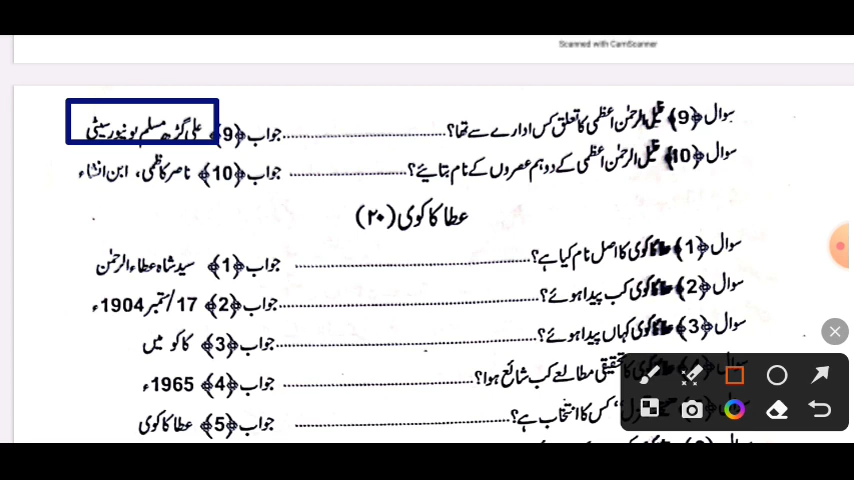 Scanned with CamScanner
سوال ﴿9﴾ خلیل الرحمٰن اعظمی کا تعلق کس ادارے سے تھا؟ جواب ﴿9﴾ علی گڑھ مسلم یونیورسیٹی
سوال ﴿10﴾ خلیل الرحمٰن اعظمی کے دو ہم عصروں کے نام بتائیے؟ جواب ﴿10﴾ ناصر کاظمی، ابن انشاء
عطا کاکوی (۲۰)
سوال ﴿1﴾ عطا کاکوی کا اصل نام کیا ہے؟ جواب ﴿1﴾ سید شاہ عطاء الرحمٰن
سوال ﴿2﴾ عطا کاکوی کب پیدا ہوئے؟ جواب ﴿2﴾ 17/ستمبر 1904ء
سوال ﴿3﴾ عطا کاکوی کہاں پیدا ہوئے؟ جواب ﴿3﴾ کاکو میں
تحقیقی مطالعے کب شائع ہوا؟ جواب ﴿4﴾ 1965ء
کس کا انتخاب ہے؟ جواب ﴿5﴾ عطا کاکوی